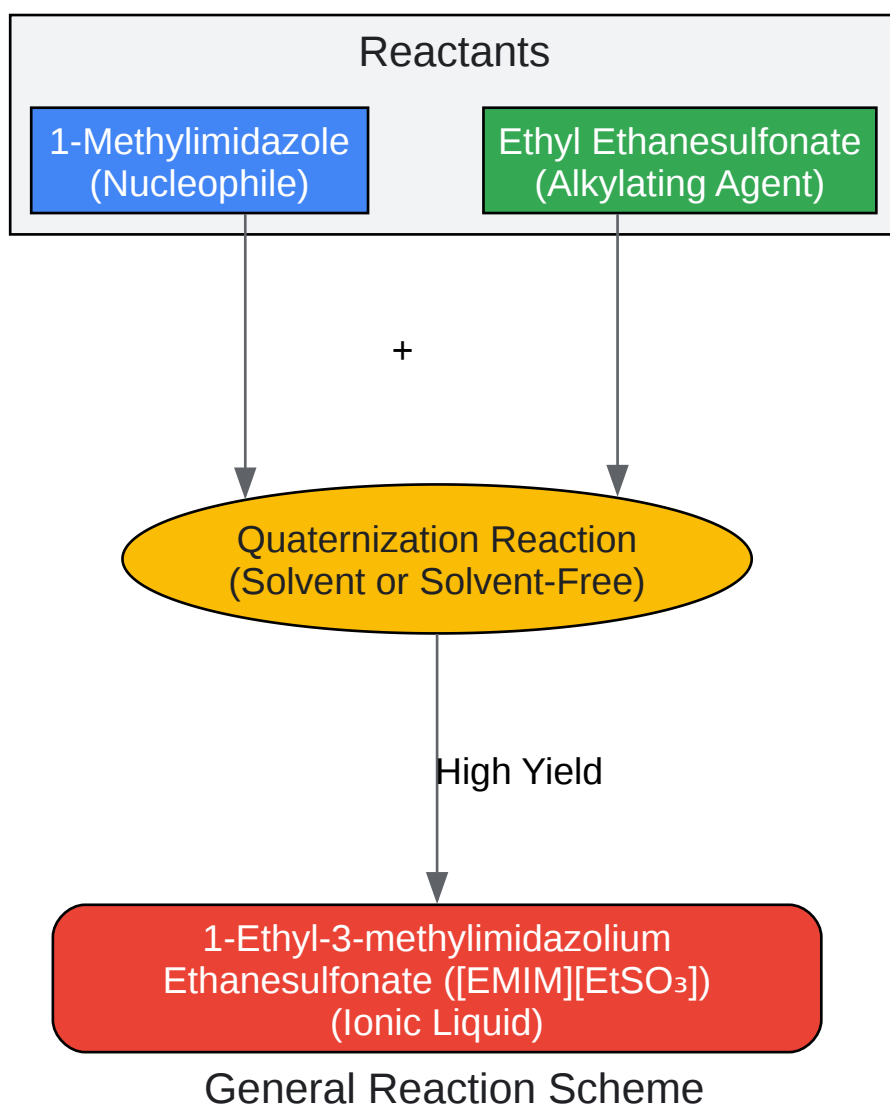 Reactants
1-Methylimidazole
(Nucleophile)
Ethyl Ethanesulfonate
(Alkylating Agent)
+
Quaternization Reaction
(Solvent or Solvent-Free)
High Yield
1-Ethyl-3-methylimidazolium
Ethanesulfonate ([EMIM][EtSO₃])
(Ionic Liquid)
General Reaction Scheme